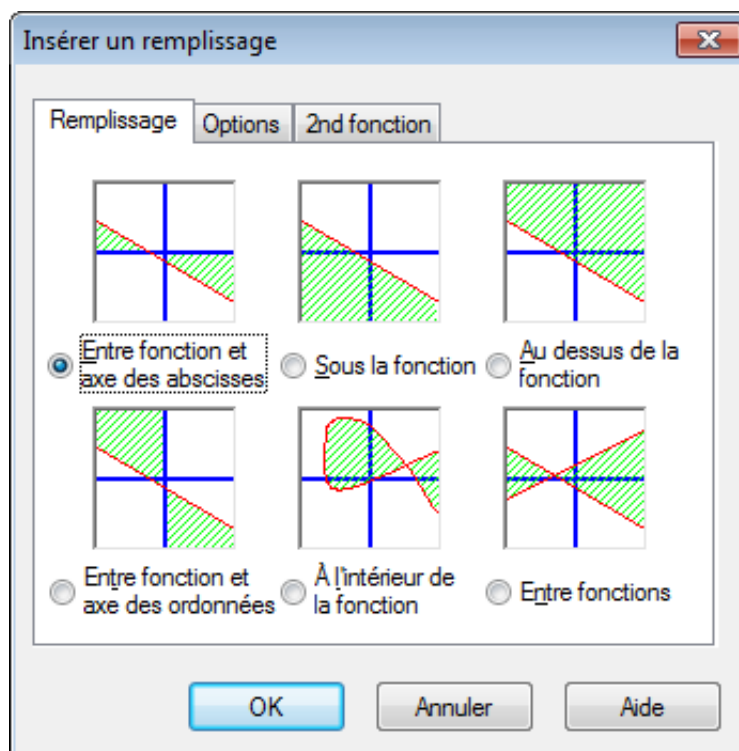 Insérer un remplissage
Remplissage
Options
2nd fonction
Entre fonction et
axe des abscisses
Sous la fonction
Au dessus de la
fonction
Entre fonction et
axe des ordonnées
À l'intérieur de
la fonction
Entre fonctions
OK
Annuler
Aide